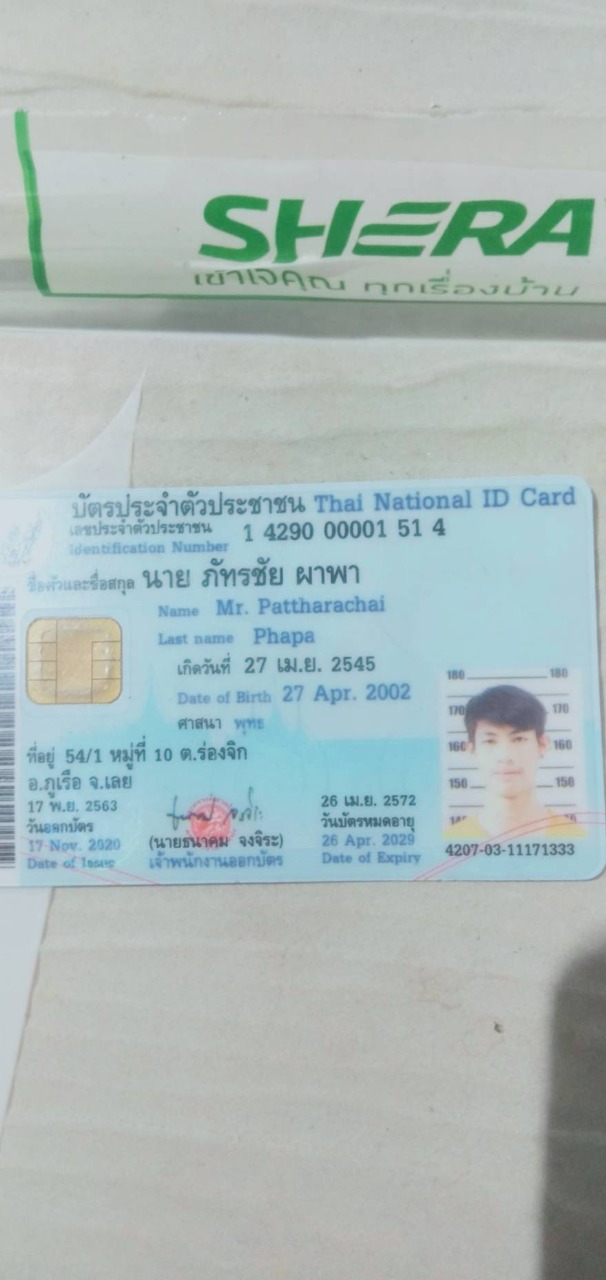 SHERA
เข้าใจคุณ ทุกเรื่องบ้าน
บัตรประจำตัวประชาชน Thai National ID Card
เลขประจำตัวประชาชน 1 4290 00001 51 4
Identification Number
ชื่อตัวและชื่อสกุล นาย ภัทรชัย ผาพา
Name Mr. Pattharachai
Last name Phapa
เกิดวันที่ 27 เม.ย. 2545
Date of Birth 27 Apr. 2002
ศาสนา พุทธ
ที่อยู่ 54/1 หมู่ที่ 10 ต.ร่องจิก
อ.ภูเรือ จ.เลย
17 พ.ย. 2563
วันออกบัตร
17 Nov. 2020
Date of Issue
(นายธนาคม จงจิระ)
เจ้าพนักงานออกบัตร
26 เม.ย. 2572
วันบัตรหมดอายุ
26 Apr. 2029
Date of Expiry
180 180
170 170
160 160
150 150
4207-03-11171333